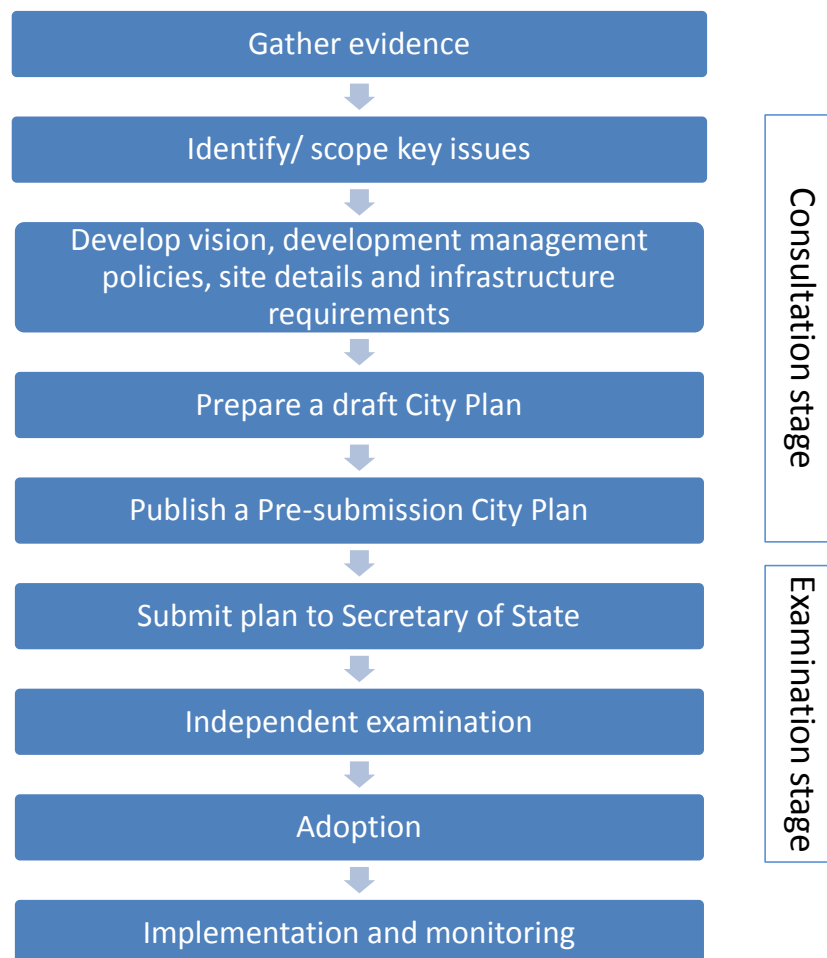 Gather evidence
Identify/ scope key issues
Develop vision, development management
policies, site details and infrastructure
requirements
Prepare a draft City Plan
Publish a Pre-submission City Plan
Submit plan to Secretary of State
Independent examination
Adoption
Implementation and monitoring
Consultation stage
Examination stage